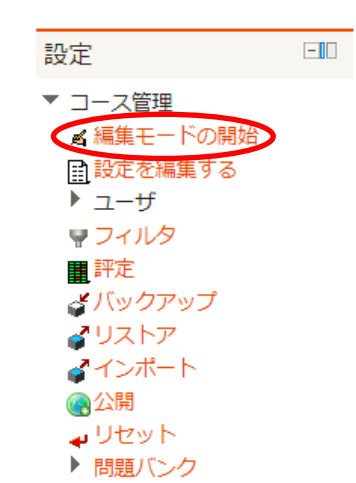 設定
コース管理
編集モードの開始
設定を編集する
ユーザ
フィルタ
評定
バックアップ
リストア
インポート
公開
リセット
問題バンク